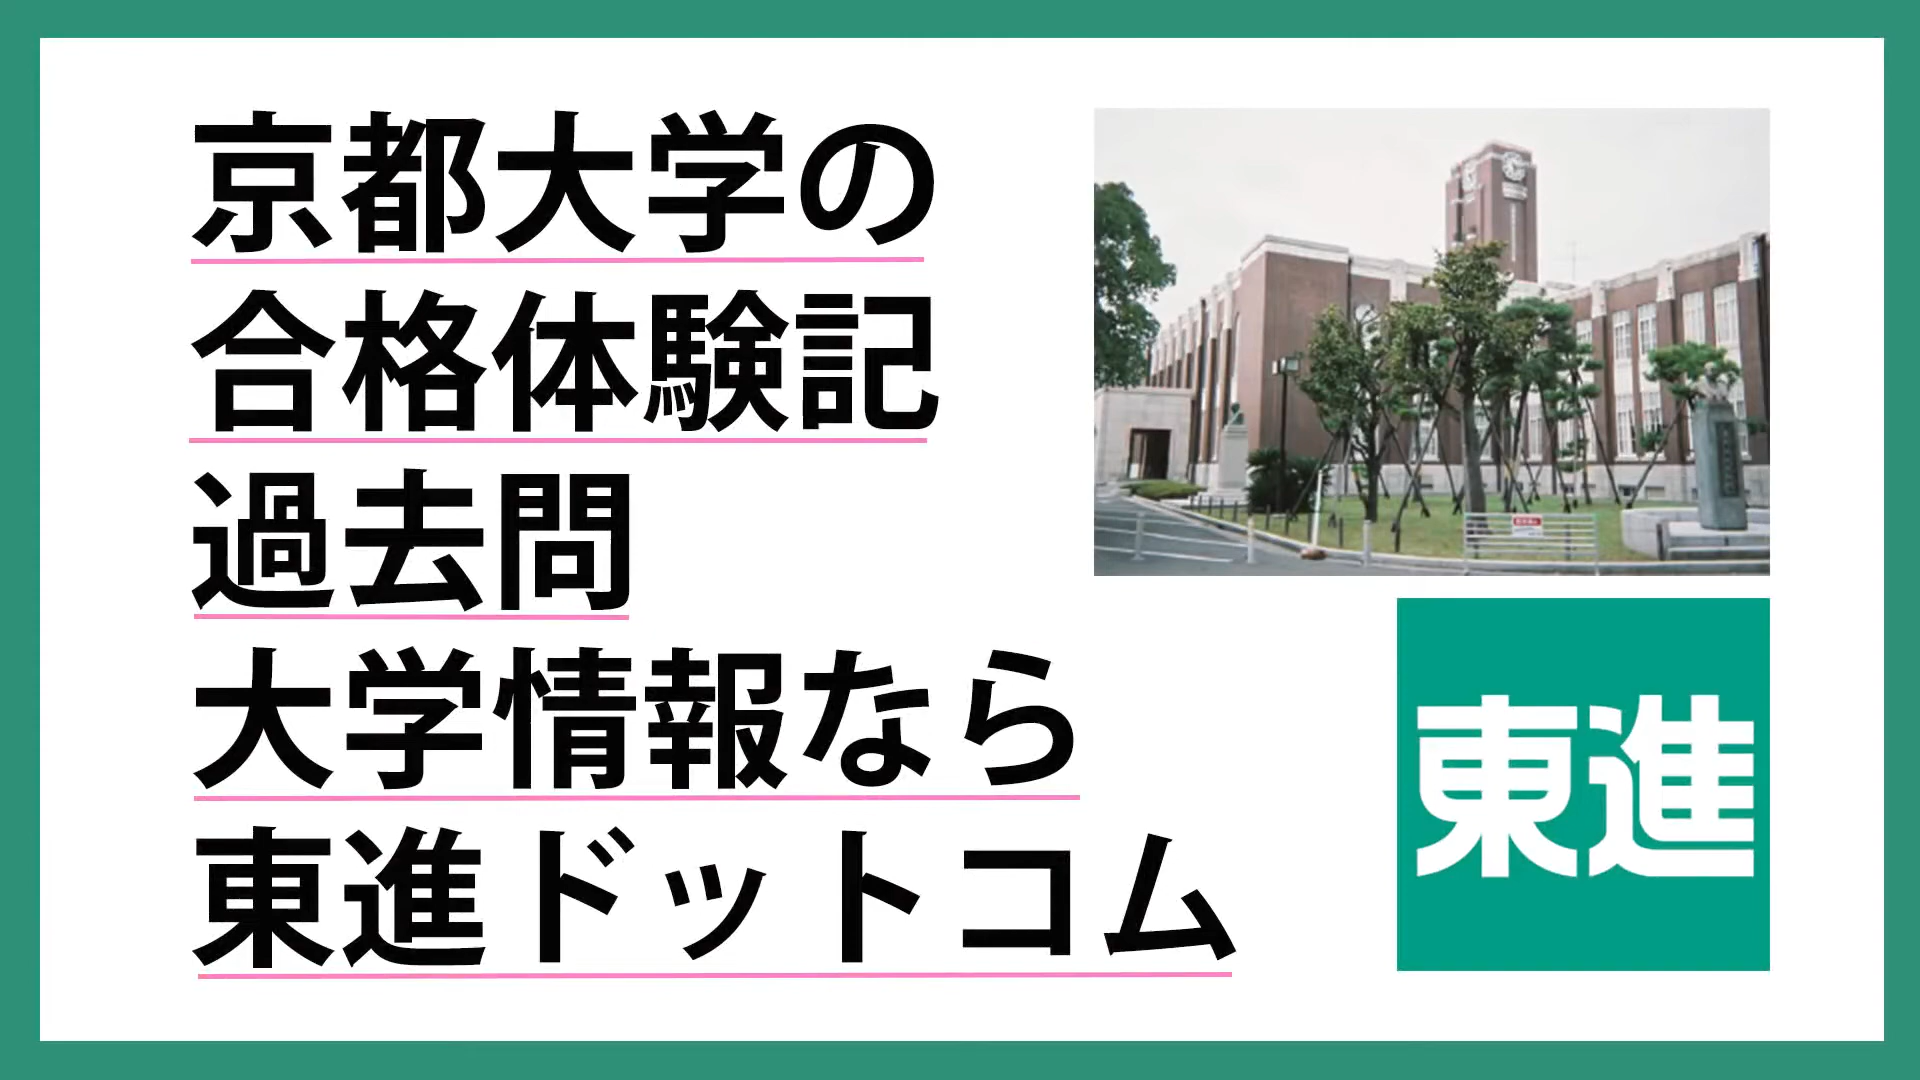 京都大学の
合格体験記
過去問
大学情報なら
東進ドットコム
東進